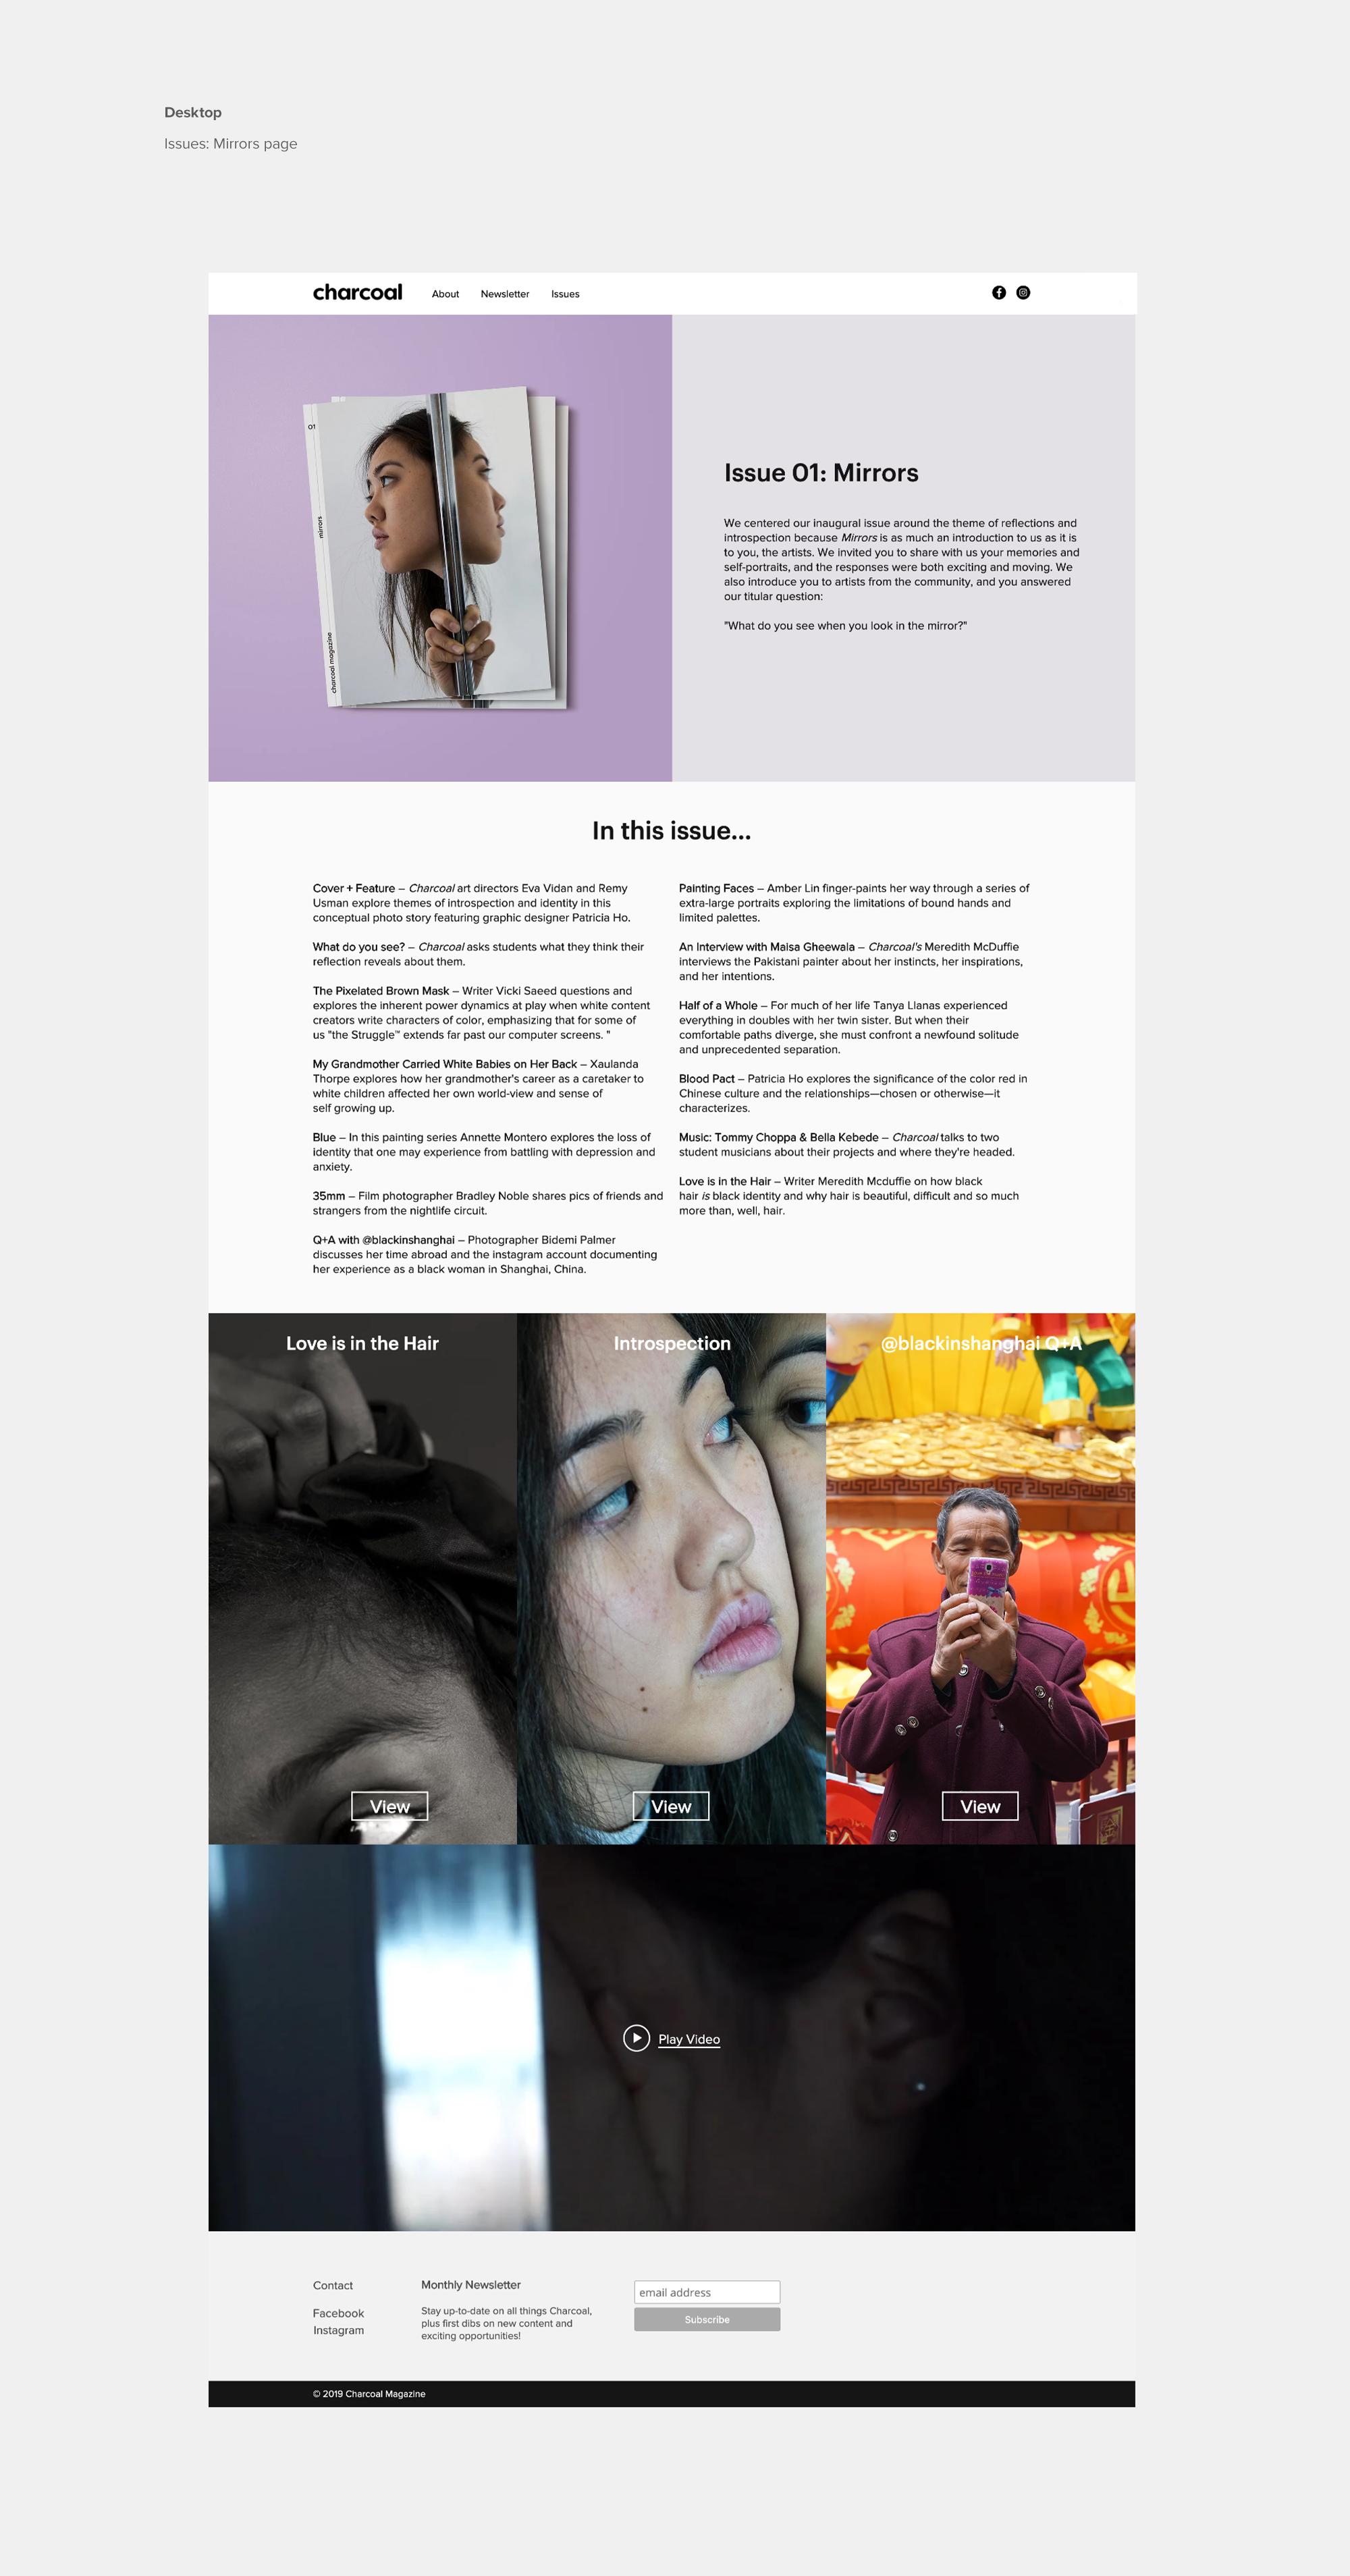 Desktop
Issues: Mirrors page
charcoal
About
Newsletter
Issues
01
mirrors
charcoal magazine
Issue 01: Mirrors
We centered our inaugural issue around the theme of reflections and
introspection because Mirrors is as much an introduction to us as it is
to you, the artists. We invited you to share with us your memories and
self-portraits, and the responses were both exciting and moving. We
also introduce you to artists from the community, and you answered
our titular question:
"What do you see when you look in the mirror?"
In this issue...
Cover + Feature – Charcoal art directors Eva Vidan and Remy
Usman explore themes of introspection and identity in this
conceptual photo story featuring graphic designer Patricia Ho.
What do you see? – Charcoal asks students what they think their
reflection reveals about them.
The Pixelated Brown Mask – Writer Vicki Saeed questions and
explores the inherent power dynamics at play when white content
creators write characters of color, emphasizing that for some of
us "the Struggle™ extends far past our computer screens. "
My Grandmother Carried White Babies on Her Back – Xaulanda
Thorpe explores how her grandmother's career as a caretaker to
white children affected her own world-view and sense of
self growing up.
Blue – In this painting series Annette Montero explores the loss of
identity that one may experience from battling with depression and
anxiety.
35mm – Film photographer Bradley Noble shares pics of friends and
strangers from the nightlife circuit.
Q+A with @blackinshanghai – Photographer Bidemi Palmer
discusses her time abroad and the instagram account documenting
her experience as a black woman in Shanghai, China.
Painting Faces – Amber Lin finger-paints her way through a series of
extra-large portraits exploring the limitations of bound hands and
limited palettes.
An Interview with Maisa Gheewala – Charcoal's Meredith McDuffie
interviews the Pakistani painter about her instincts, her inspirations,
and her intentions.
Half of a Whole – For much of her life Tanya Llanas experienced
everything in doubles with her twin sister. But when their
comfortable paths diverge, she must confront a newfound solitude
and unprecedented separation.
Blood Pact – Patricia Ho explores the significance of the color red in
Chinese culture and the relationships—chosen or otherwise—it
characterizes.
Music: Tommy Choppa & Bella Kebede – Charcoal talks to two
student musicians about their projects and where they're headed.
Love is in the Hair – Writer Meredith Mcduffie on how black
hair is black identity and why hair is beautiful, difficult and so much
more than, well, hair.
Love is in the Hair
Introspection
@blackinshanghai Q+A
View
View
View
Play Video
Contact
Facebook
Instagram
Monthly Newsletter
Stay up-to-date on all things Charcoal,
plus first dibs on new content and
exciting opportunities!
email address
Subscribe
© 2019 Charcoal Magazine